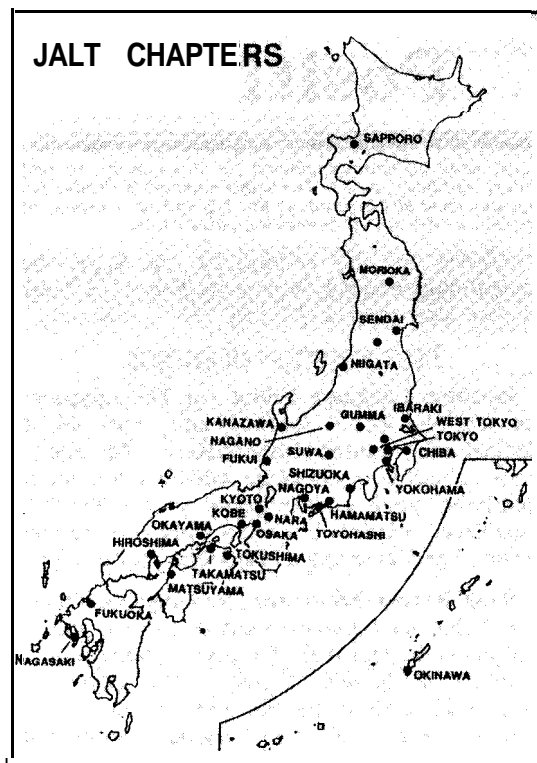 JALT CHAPTERS
SAPPORO
MORIOKA
SENDAI
NIIGATA
IBARAKI
KANAZAWA
GUMMA
WEST TOKYO
NAGANO
TOKYO
FUKUI
SUWA
CHIBA
SHIZUOKA
YOKOHAMA
NAGOYA
KYOTO
HAMAMATSU
KOBE
NARA
TOYOHASHI
OKAYAMA
OSAKA
HIROSHIMA
TOKUSHIMA
TAKAMATSU
MATSUYAMA
FUKUOKA
NAGASAKI
OKINAWA